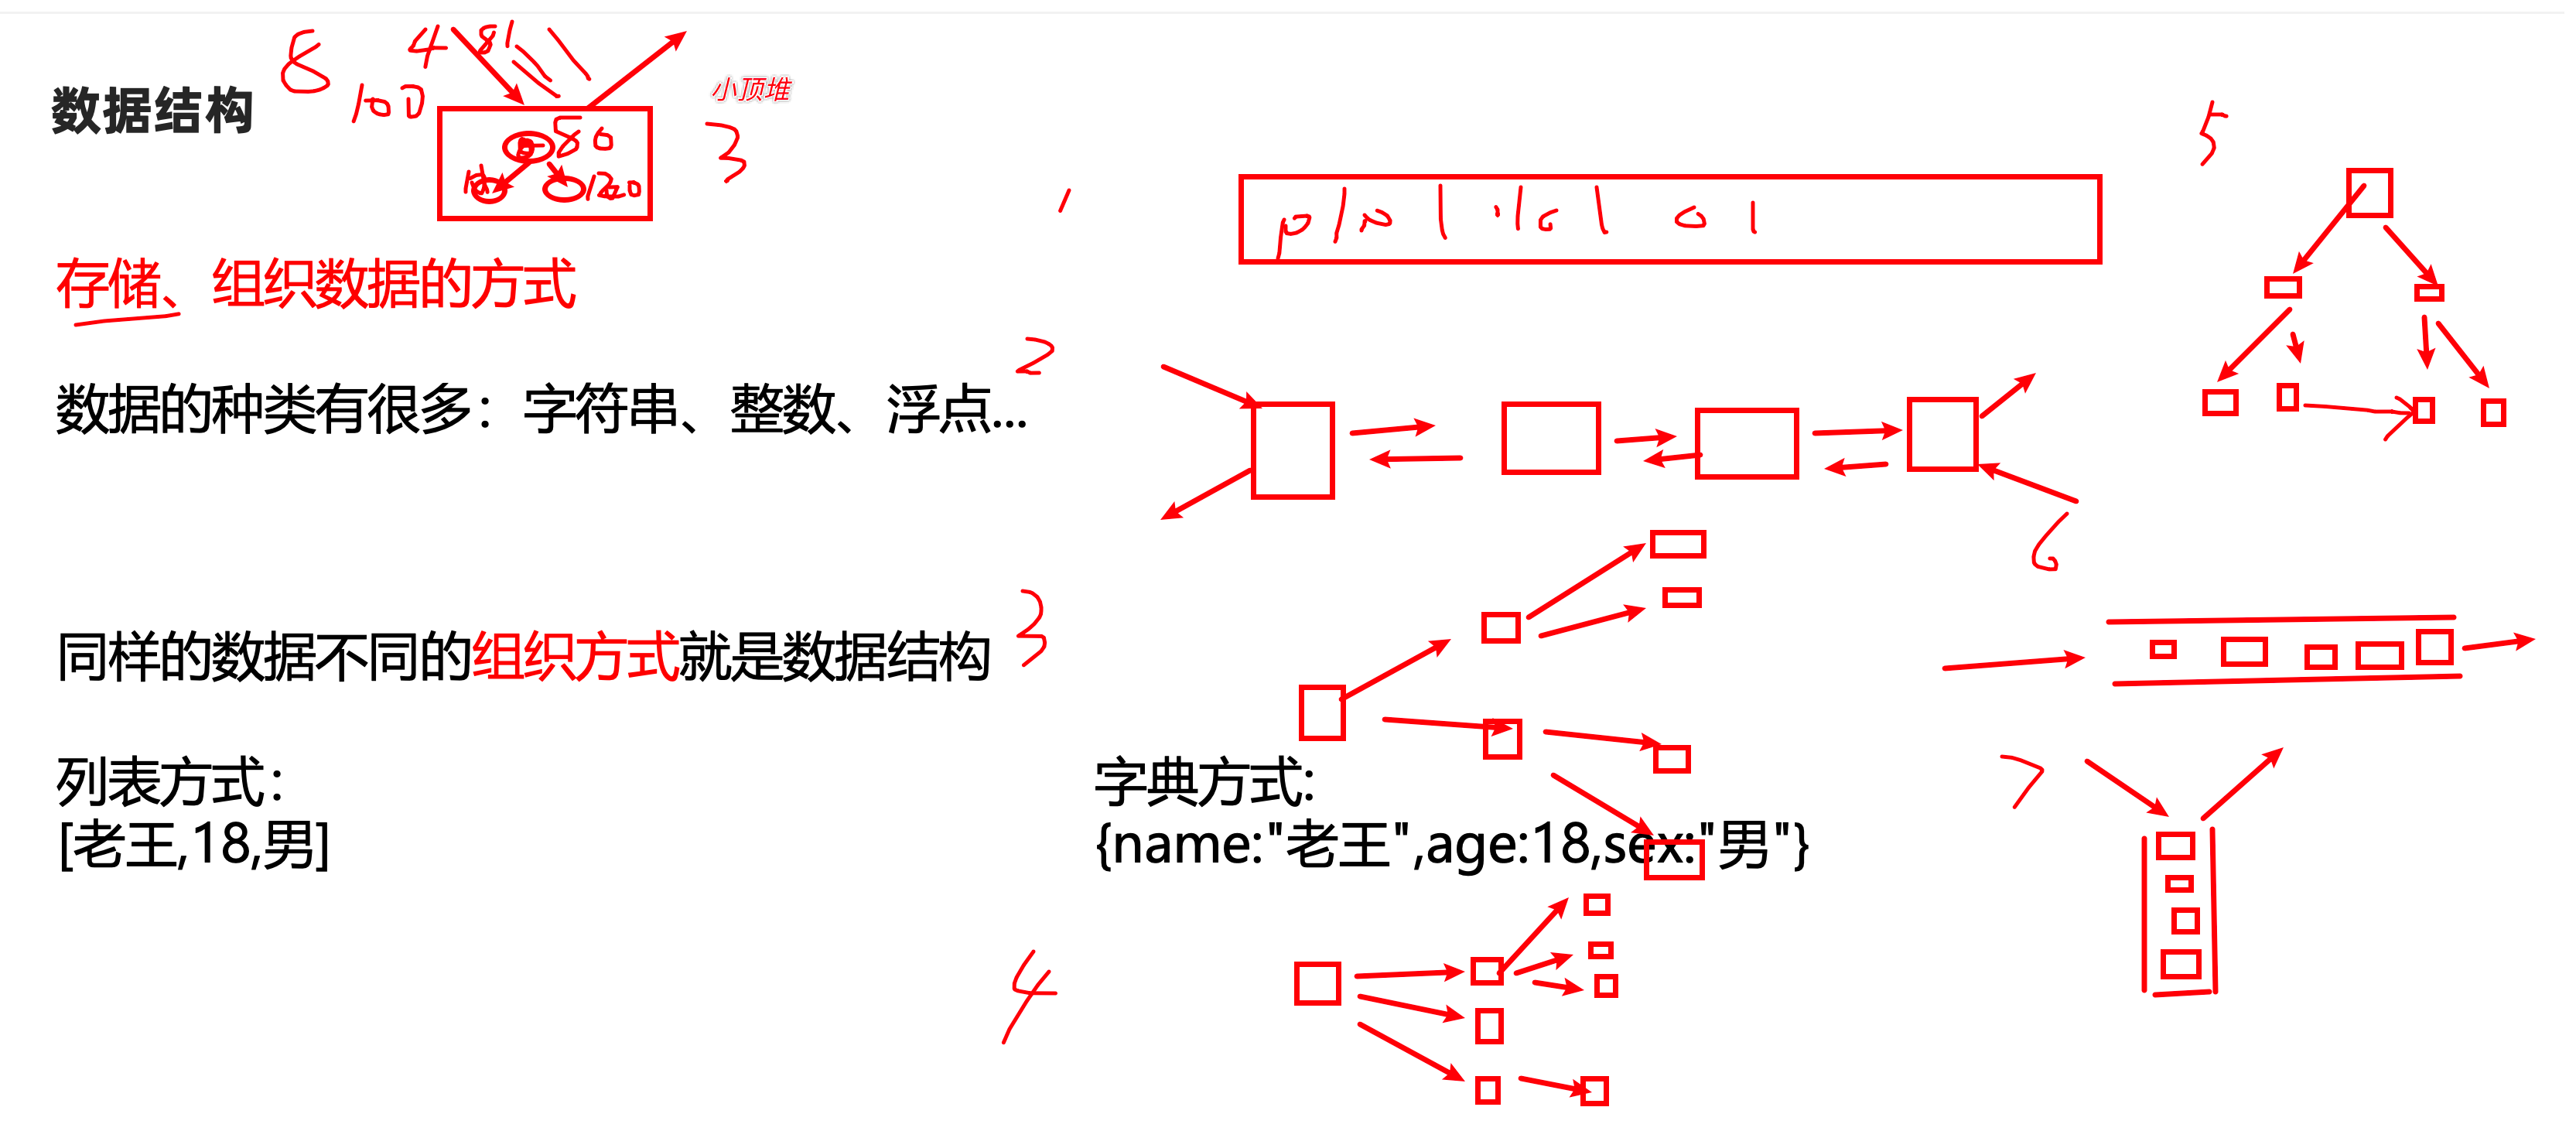 8
4
81
100
小顶堆
数据结构
80
120
3
1
5
存储、组织数据的方式
2
数据的种类有很多：字符串、整数、浮点...
6
3
同样的数据不同的组织方式就是数据结构
7
列表方式：
[老王,18,男]
字典方式:
{name:"老王",age:18,sex:"男"}
4